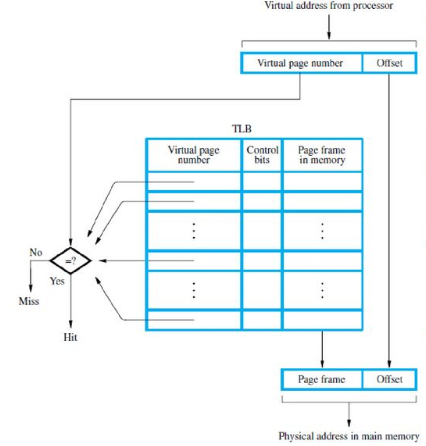 Virtual address from processor
Virtual page number
Offset
TLB
Virtual page
number
Control
bits
Page frame
in memory
No
=?
Yes
Miss
Hit
Page frame
Offset
Physical address in main memory